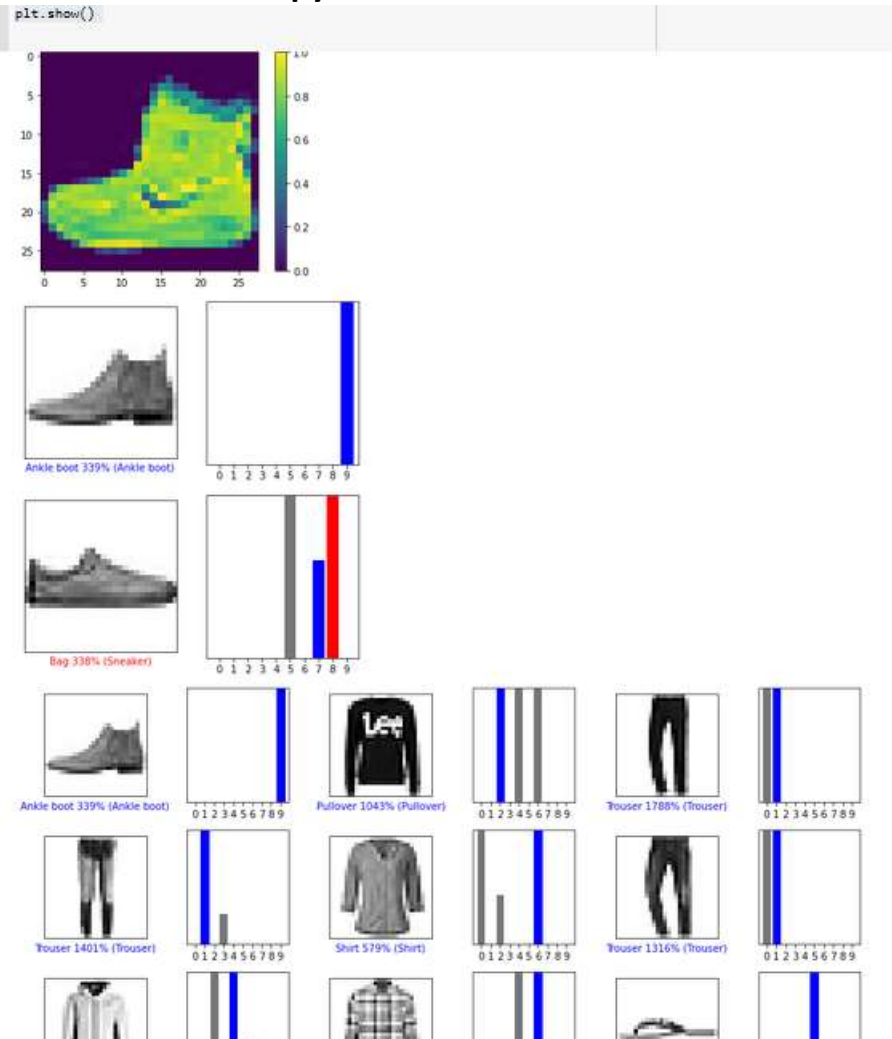 py
plt.show()
0
5
10
15
20
25
0 5 10 15 20 25
1.0
0.8
0.6
0.4
0.2
0.0
Ankle boot 339% (Ankle boot)
0 1 2 3 4 5 6 7 8 9
Bag 338% (Sneaker)
0 1 2 3 4 5 6 7 8 9
Lee
Ankle boot 339% (Ankle boot)
0 1 2 3 4 5 6 7 8 9
Pullover 1043% (Pullover)
0 1 2 3 4 5 6 7 8 9
Trouser 1788% (Trouser)
0 1 2 3 4 5 6 7 8 9
Trouser 1401% (Trouser)
0 1 2 3 4 5 6 7 8 9
Shirt 579% (Shirt)
0 1 2 3 4 5 6 7 8 9
Trouser 1316% (Trouser)
0 1 2 3 4 5 6 7 8 9